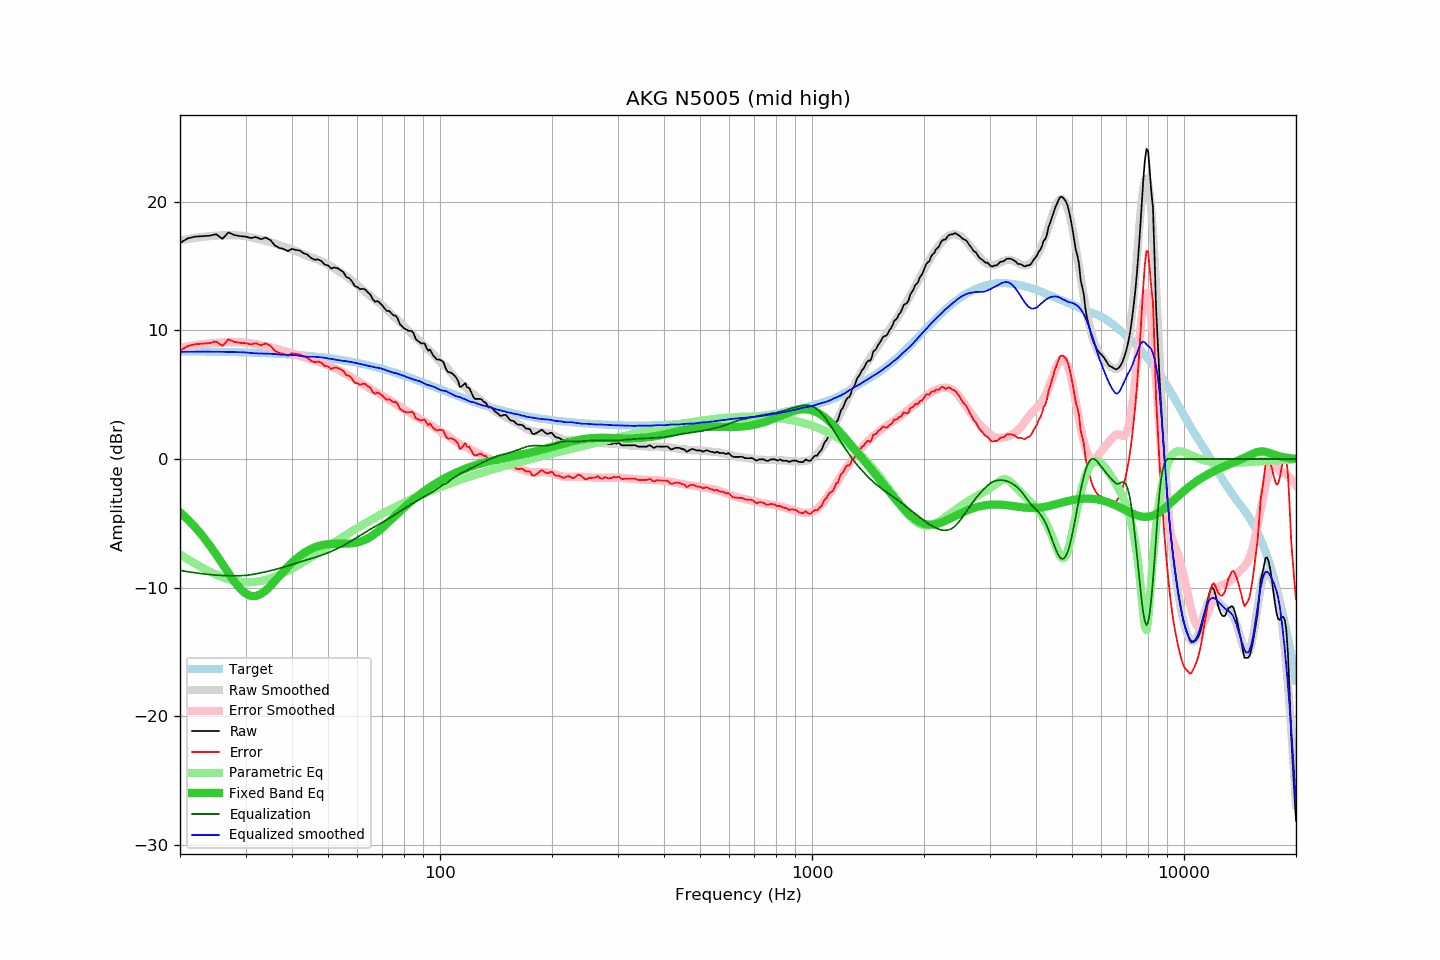 AKG N5005 (mid high)
Amplitude (dBr)
20
10
0
−10
−20
−30
100
1000
10000
Frequency (Hz)
Target
Raw Smoothed
Error Smoothed
Raw
Error
Parametric Eq
Fixed Band Eq
Equalization
Equalized smoothed